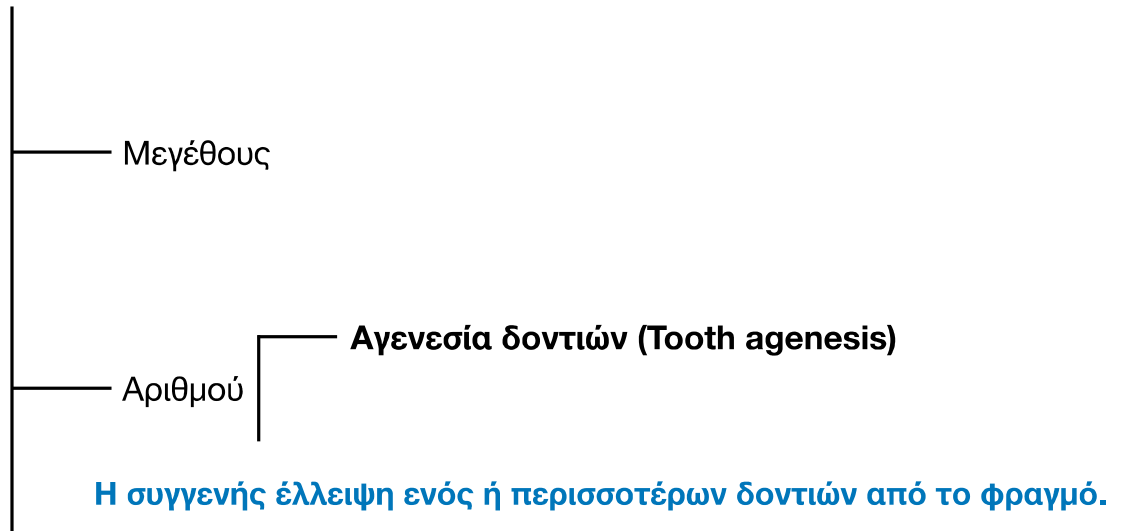 Μεγέθους
Αγενεσία δοντιών (Tooth agenesis)
Αριθμού
Η συγγενής έλλειψη ενός ή περισσοτέρων δοντιών από το φραγμό.